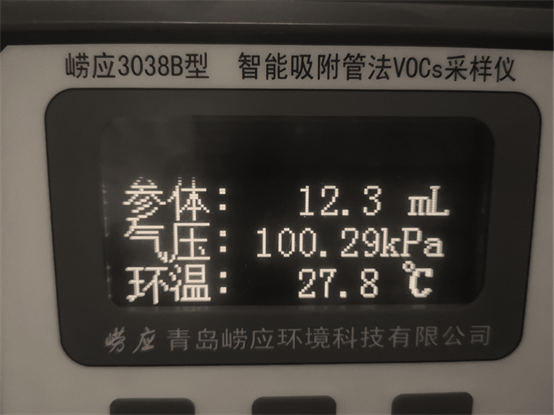 崂应3038B型 智能吸附管法VOCs采样仪
参体: 12.3 mL
气压: 100.29kPa
环温: 27.8 ℃
崂应 青岛崂应环境科技有限公司